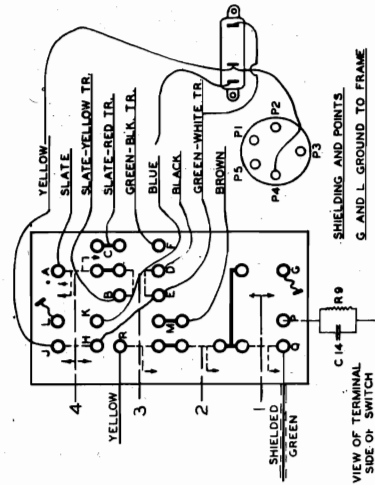 YELLOW
SLATE
SLATE-YELLOW TR.
SLATE-RED TR.
GREEN-BLK TR.
BLUE
BLACK
GREEN-WHITE TR.
BROWN
P1
P2
P5
P4
P3
SHIELDING AND POINTS
G AND L GROUND TO FRAME
J
L
A
H
K
B
C
R
E
D
F
M
Q
P
G
4
3
2
1
YELLOW
SHIELDED
GREEN
C14
R9
VIEW OF TERMINAL
SIDE OF SWITCH